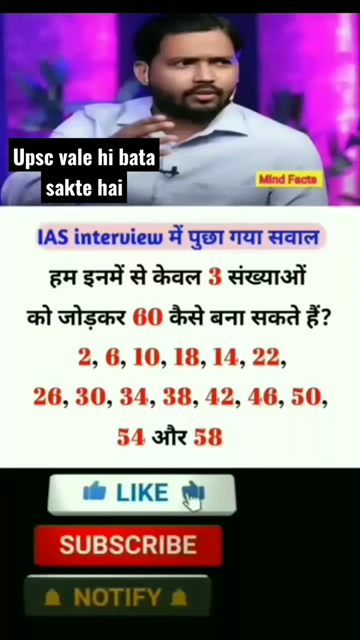 Upsc vale hi bata
sakte hai
Mind Facts
IAS interview में पुछा गया सवाल
हम इनमें से केवल 3 संख्याओं
को जोड़कर 60 कैसे बना सकते हैं?
2, 6, 10, 18, 14, 22,
26, 30, 34, 38, 42, 46, 50,
54 और 58
LIKE
SUBSCRIBE
NOTIFY